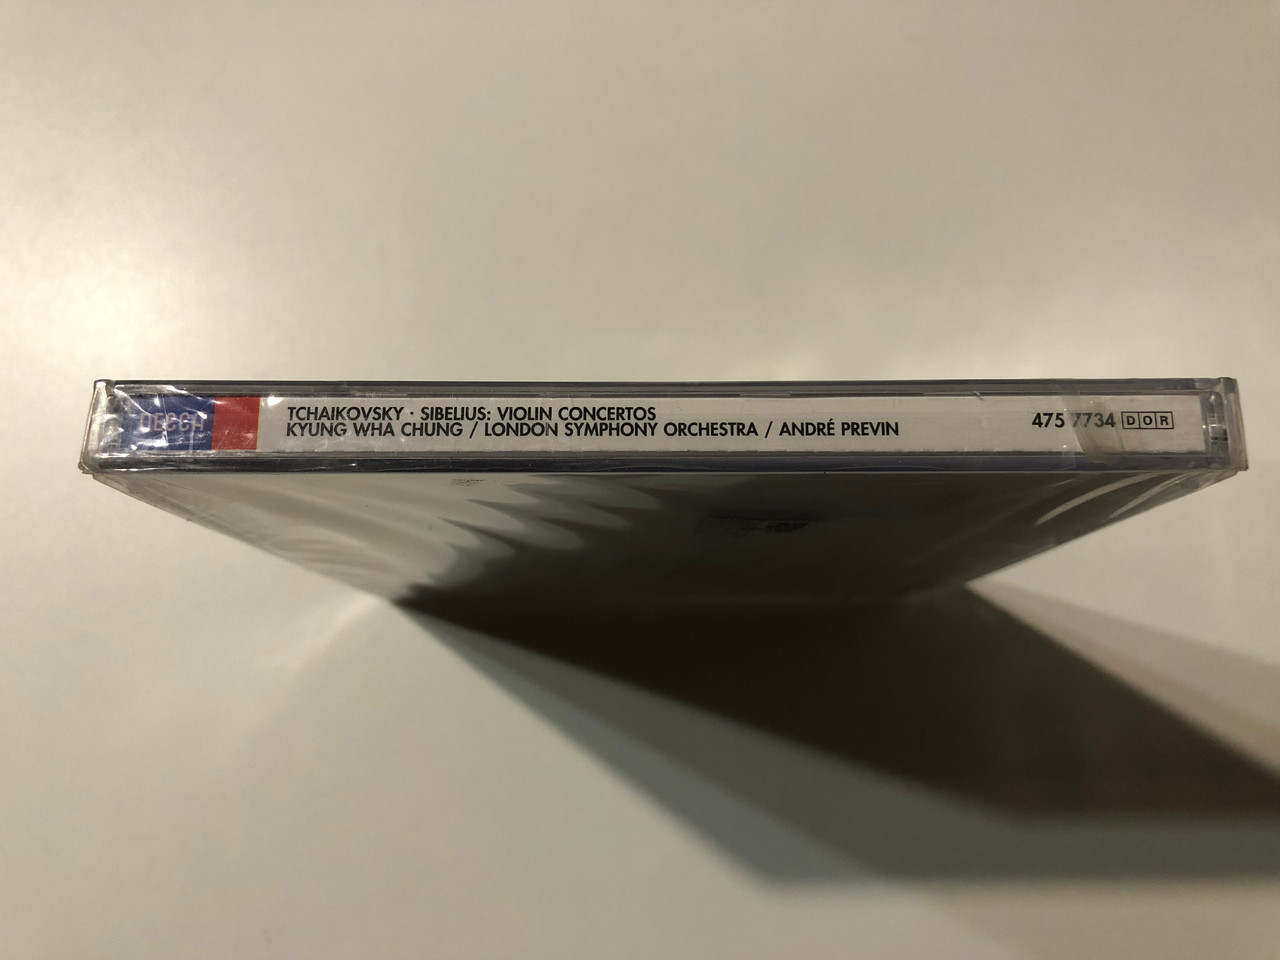 DECCA
TCHAIKOVSKY · SIBELIUS: VIOLIN CONCERTOS
KYUNG WHA CHUNG / LONDON SYMPHONY ORCHESTRA / ANDRÉ PREVIN
475 7734 DOR